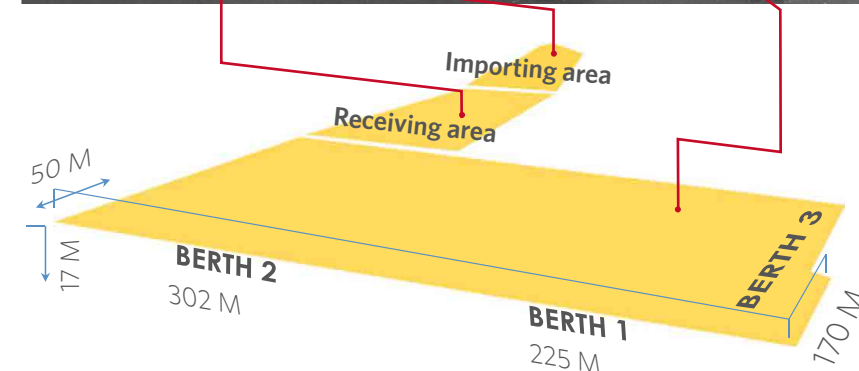 Importing area
Receiving area
50 M
17 M
BERTH 2
302 M
BERTH 1
225 M
BERTH 3
170 M